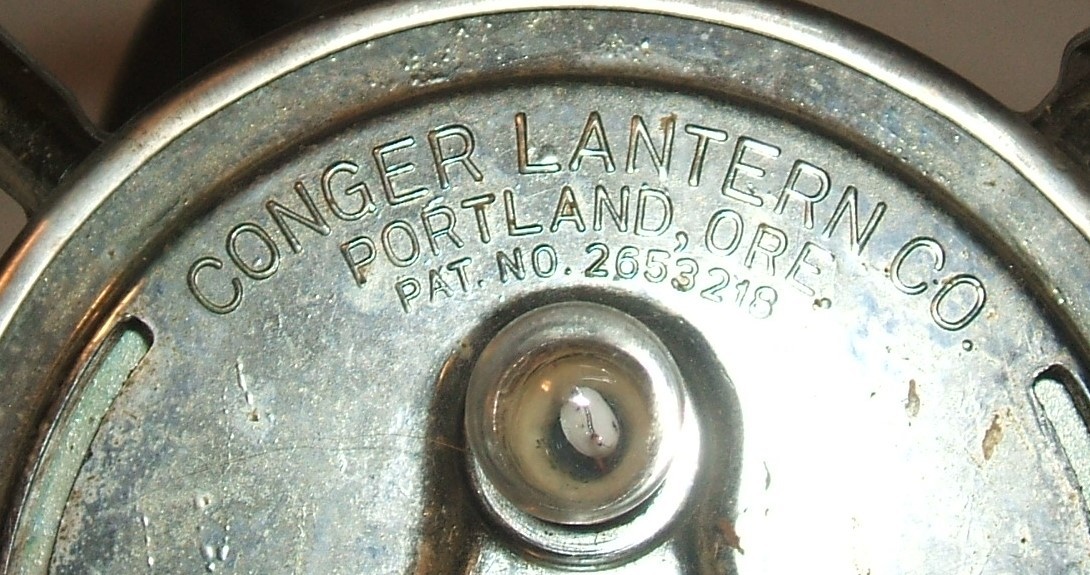 CONGER LANTERN CO.
PORTLAND, ORE.
PAT. NO. 2653218